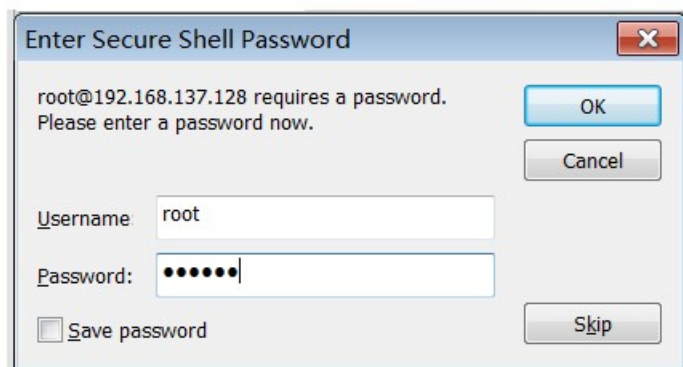 Enter Secure Shell Password
root@192.168.137.128 requires a password.
Please enter a password now.
OK
Cancel
Username: root
Password: ●●●●●●
Save password
Skip